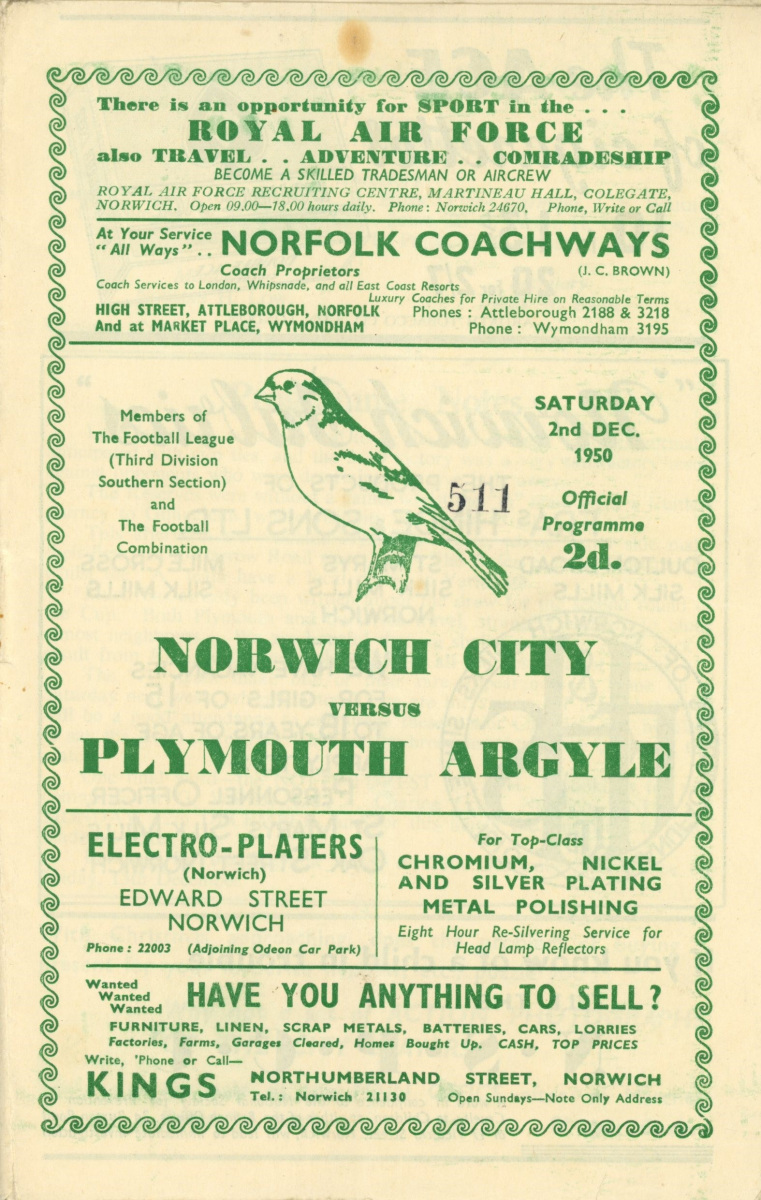 There is an opportunity for SPORT in the . . .
ROYAL AIR FORCE
also TRAVEL . . ADVENTURE . . COMRADESHIP
BECOME A SKILLED TRADESMAN OR AIRCREW
ROYAL AIR FORCE RECRUITING CENTRE, MARTINEAU HALL, COLEGATE,
NORWICH. Open 09.00—18.00 hours daily. Phone: Norwich 24670, Phone, Write or Call
At Your Service
"All Ways" . .
NORFOLK COACHWAYS
Coach Proprietors
(J. C. BROWN)
Coach Services to London, Whipsnade, and all East Coast Resorts
Luxury Coaches for Private Hire on Reasonable Terms
HIGH STREET, ATTLEBOROUGH, NORFOLK
Phones : Attleborough 2188 & 3218
And at MARKET PLACE, WYMONDHAM
Phone : Wymondham 3195
Members of
The Football League
(Third Division
Southern Section)
and
The Football
Combination
511
SATURDAY
2nd DEC.
1950
Official
Programme
2d.
NORWICH CITY
VERSUS
PLYMOUTH ARGYLE
ELECTRO-PLATERS
(Norwich)
EDWARD STREET
NORWICH
Phone : 22003 (Adjoining Odeon Car Park)
For Top-Class
CHROMIUM, NICKEL
AND SILVER PLATING
METAL POLISHING
Eight Hour Re-Silvering Service for
Head Lamp Reflectors
Wanted
Wanted
Wanted
HAVE YOU ANYTHING TO SELL?
FURNITURE, LINEN, SCRAP METALS, BATTERIES, CARS, LORRIES
Factories, Farms, Garages Cleared, Homes Bought Up. CASH, TOP PRICES
Write, 'Phone or Call—
KINGS
NORTHUMBERLAND STREET, NORWICH
Tel.: Norwich 21130 Open Sundays—Note Only Address